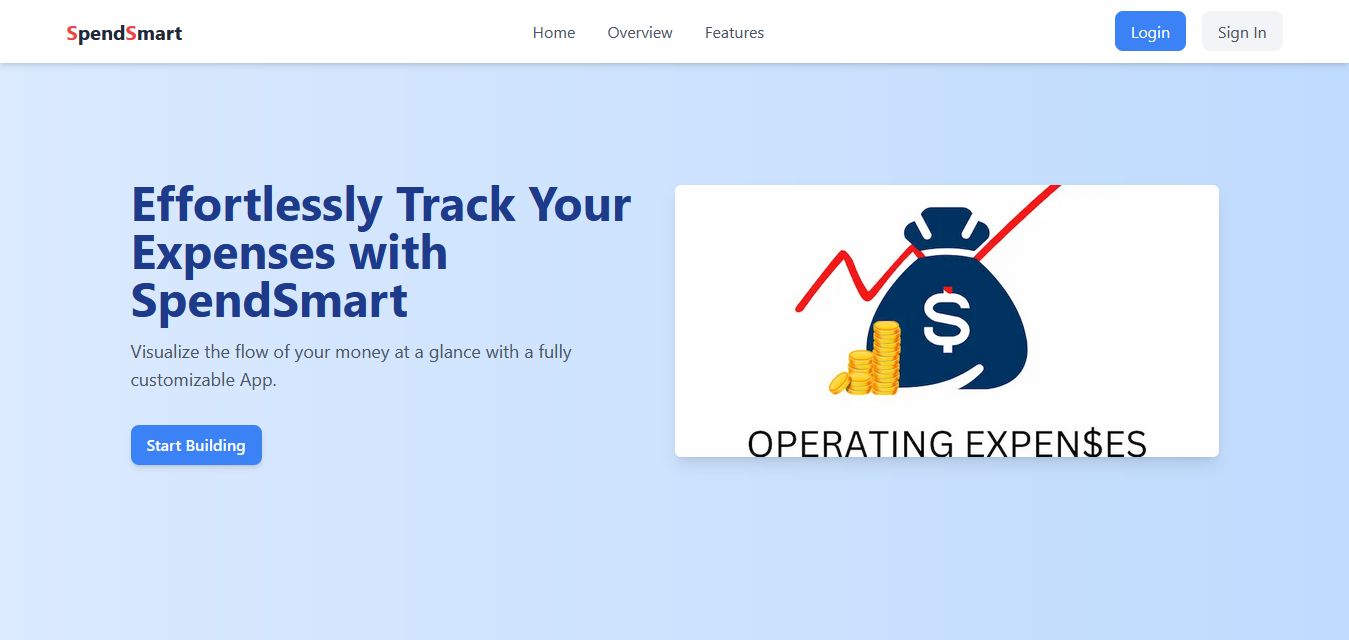 SpendSmart
Home Overview Features
Login Sign In
Effortlessly Track Your
Expenses with
SpendSmart
Visualize the flow of your money at a glance with a fully
customizable App.
Start Building
$
OPERATING EXPEN$ES